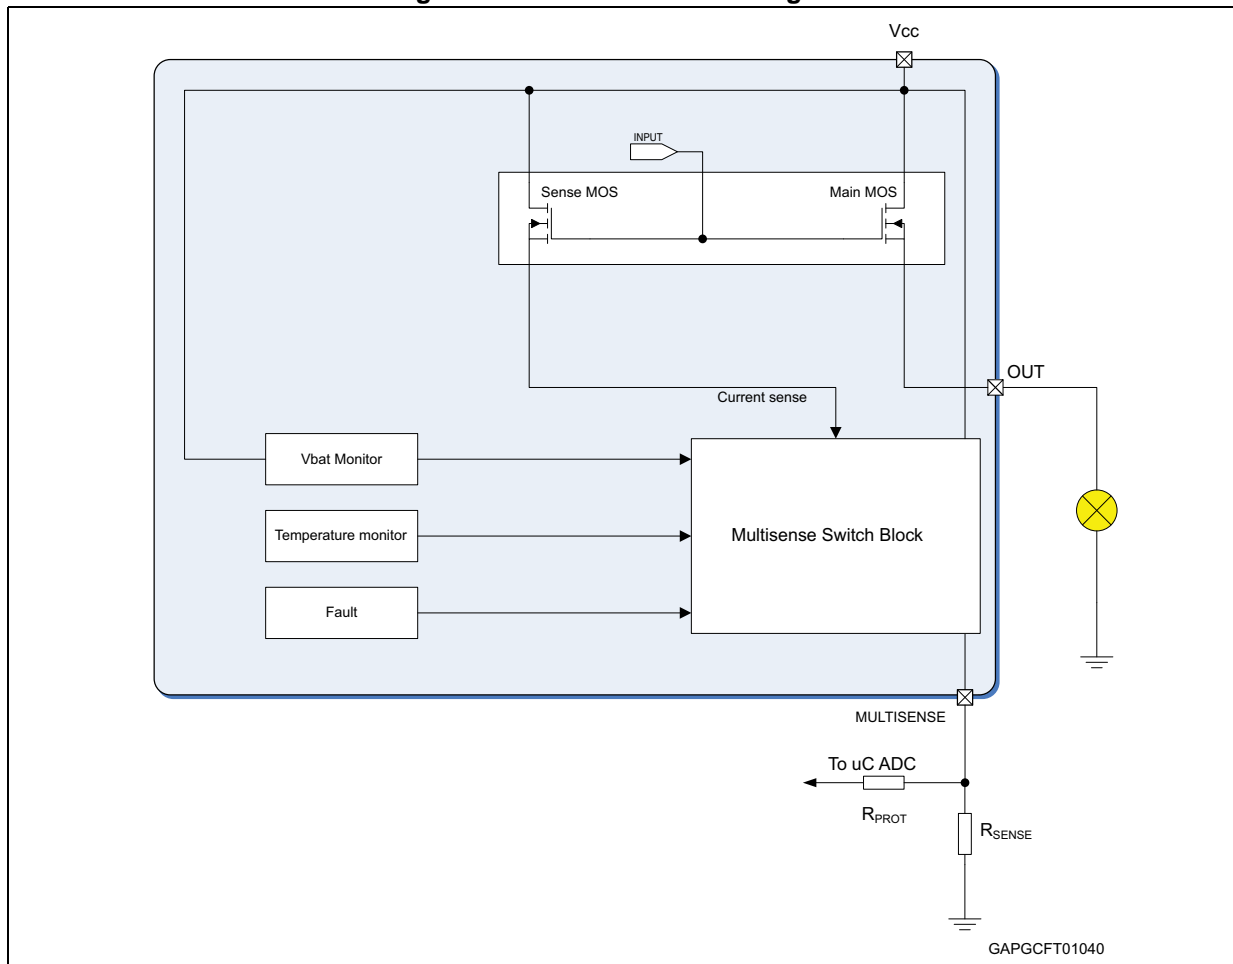 Vcc
INPUT
Sense MOS
Main MOS
OUT
Current sense
Vbat Monitor
Temperature monitor
Multisense Switch Block
Fault
MULTISENSE
To uC ADC
RPROT
RSENSE
GAPGCFT01040